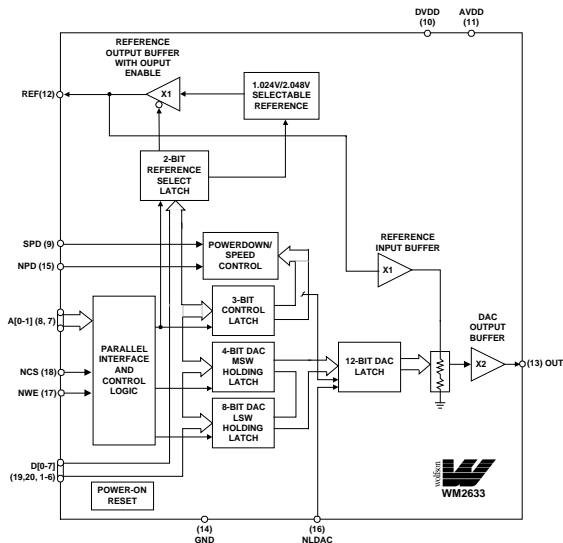 DVDD
(10)
AVDD
(11)
REFERENCE
OUTPUT BUFFER
WITH OUPUT
ENABLE
X1
1.024V/2.048V
SELECTABLE
REFERENCE
REF(12)
2-BIT
REFERENCE
SELECT
LATCH
SPD (9)
NPD (15)
POWERDOWN/
SPEED
CONTROL
REFERENCE
INPUT BUFFER
X1
A[0-1] (8, 7)
3-BIT
CONTROL
LATCH
PARALLEL
INTERFACE
AND
CONTROL
LOGIC
NCS (18)
NWE (17)
4-BIT DAC
MSW
HOLDING
LATCH
12-BIT DAC
LATCH
DAC
OUTPUT
BUFFER
X2
(13) OUT
8-BIT DAC
LSW
HOLDING
LATCH
D[0-7]
(19,20, 1-6)
POWER-ON
RESET
wolfson
WM2633
(14)
GND
(16)
NLDAC